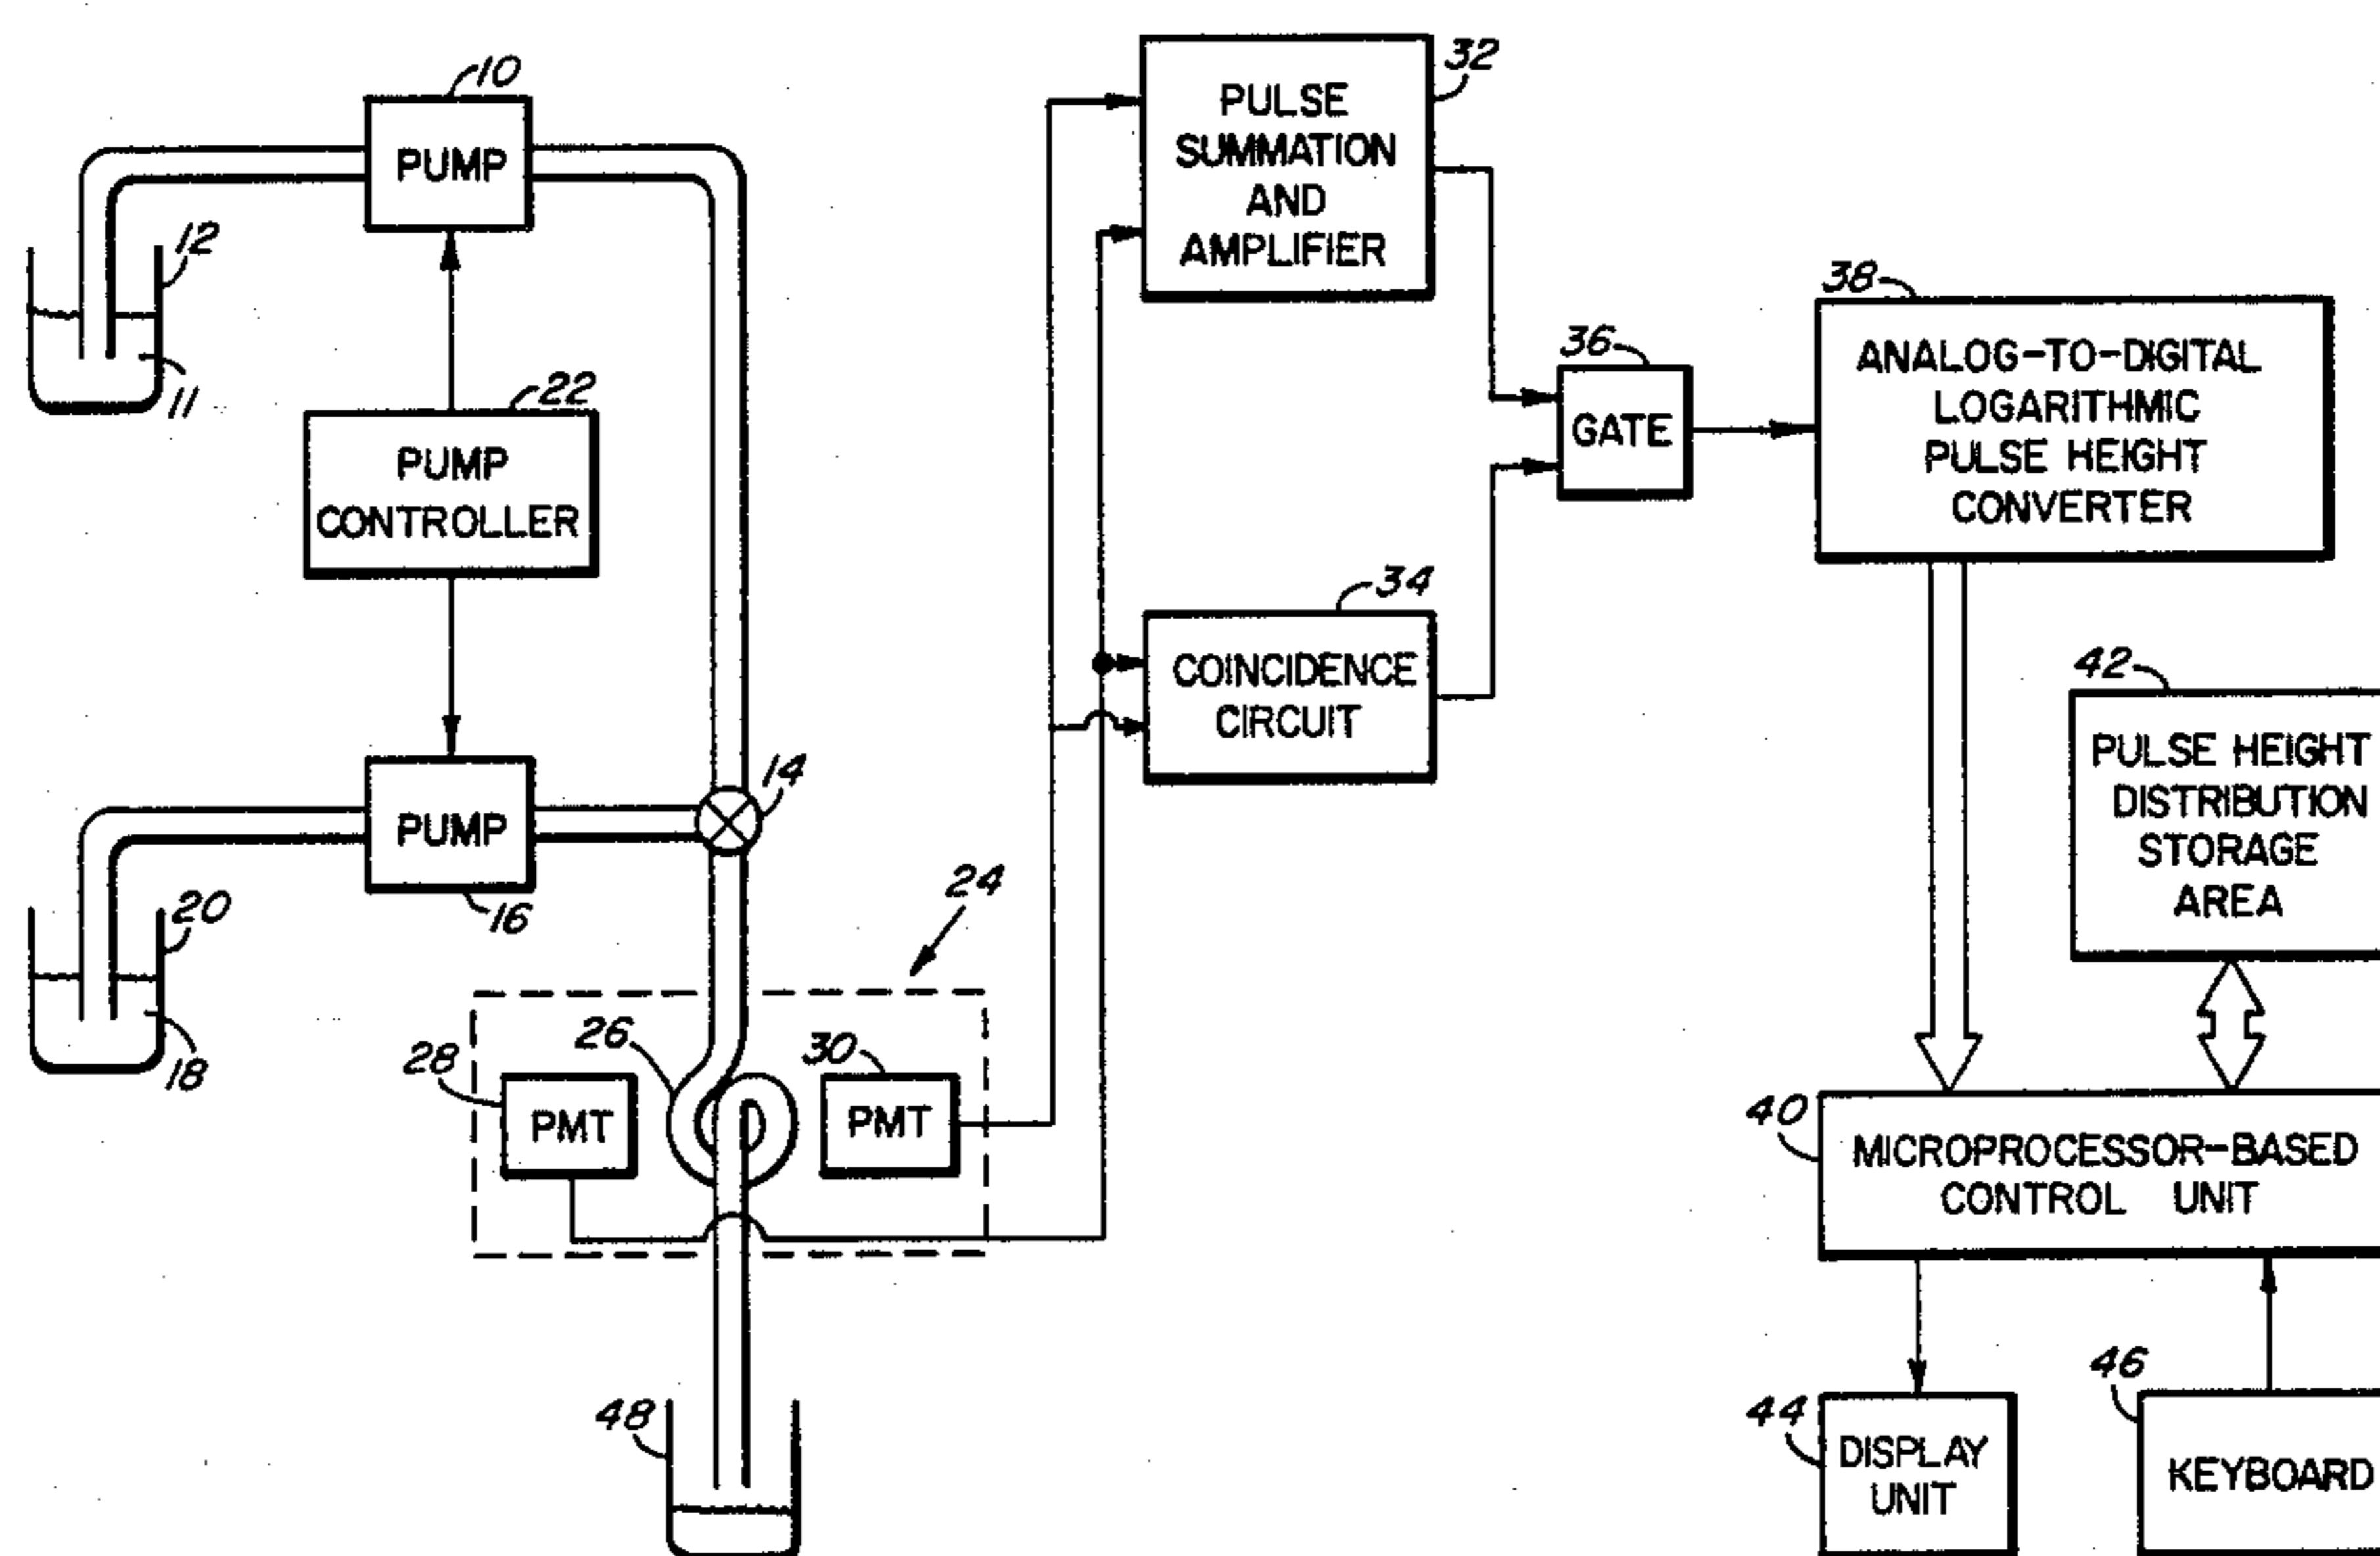 10
PUMP
12
11
22
PUMP
CONTROLLER
14
PUMP
16
20
18
24
26
28
PMT
30
PMT
48
32
PULSE
SUMMATION
AND
AMPLIFIER
34
COINCIDENCE
CIRCUIT
36
GATE
38
ANALOG-TO-DIGITAL
LOGARITHMIC
PULSE HEIGHT
CONVERTER
42
PULSE HEIGHT
DISTRIBUTION
STORAGE
AREA
40
MICROPROCESSOR-BASED
CONTROL UNIT
44
DISPLAY
UNIT
46
KEYBOARD